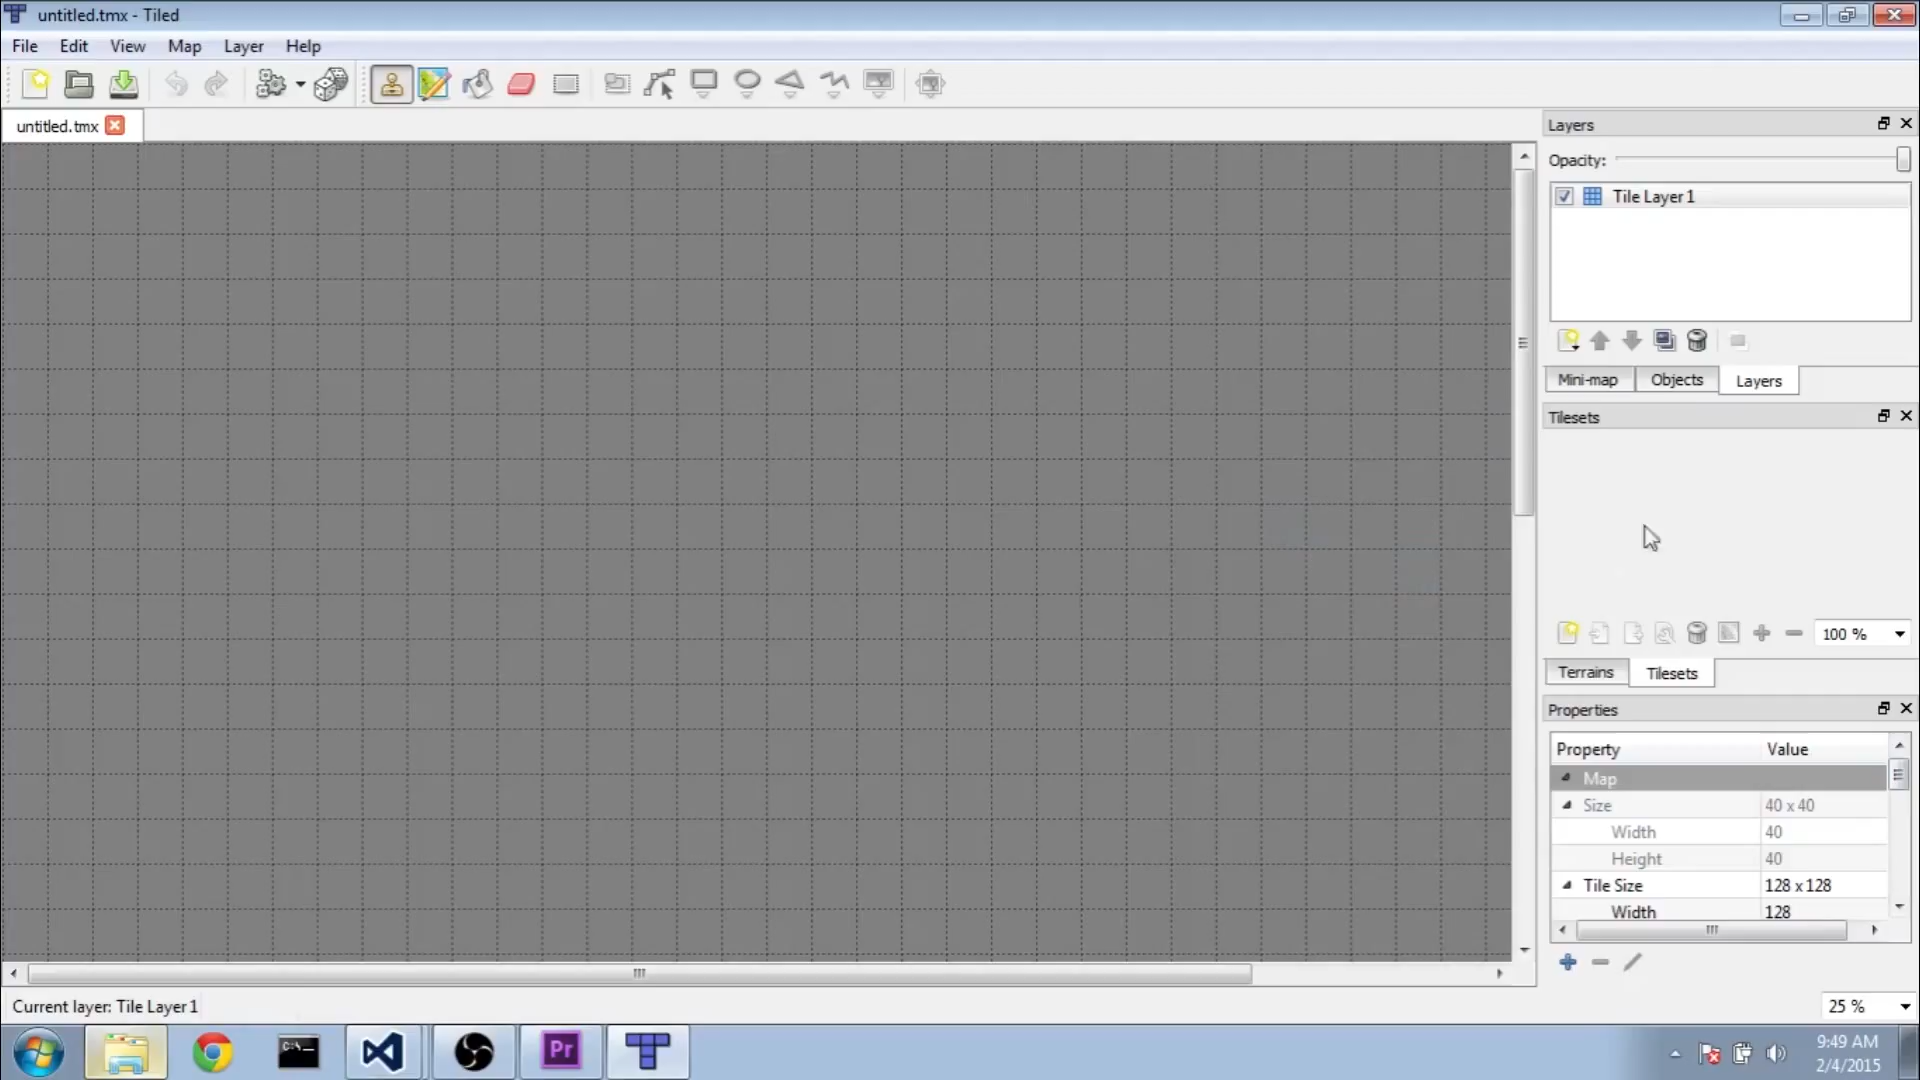 untitled.tmx - Tiled
File Edit View Map Layer Help
untitled.tmx
Layers
Opacity:
Tile Layer 1
Mini-map Objects Layers
Tilesets
100 %
Terrains Tilesets
Properties
Property Value
Map
Size 40 x 40
Width 40
Height 40
Tile Size 128 x 128
Width 128
Current layer: Tile Layer 1
25 %
C:\-
Pr
9:49 AM
2/4/2015